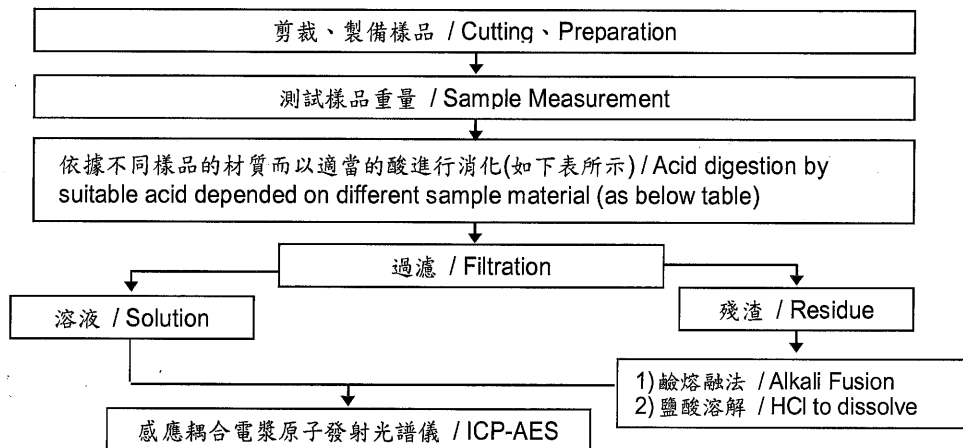 剪裁、製備樣品 / Cutting、Preparation
測試樣品重量 / Sample Measurement
依據不同樣品的材質而以適當的酸進行消化(如下表所示) / Acid digestion by
suitable acid depended on different sample material (as below table)
過濾 / Filtration
溶液 / Solution
殘渣 / Residue
1) 鹼熔融法 / Alkali Fusion
2) 鹽酸溶解 / HCl to dissolve
感應耦合電漿原子發射光譜儀 / ICP-AES